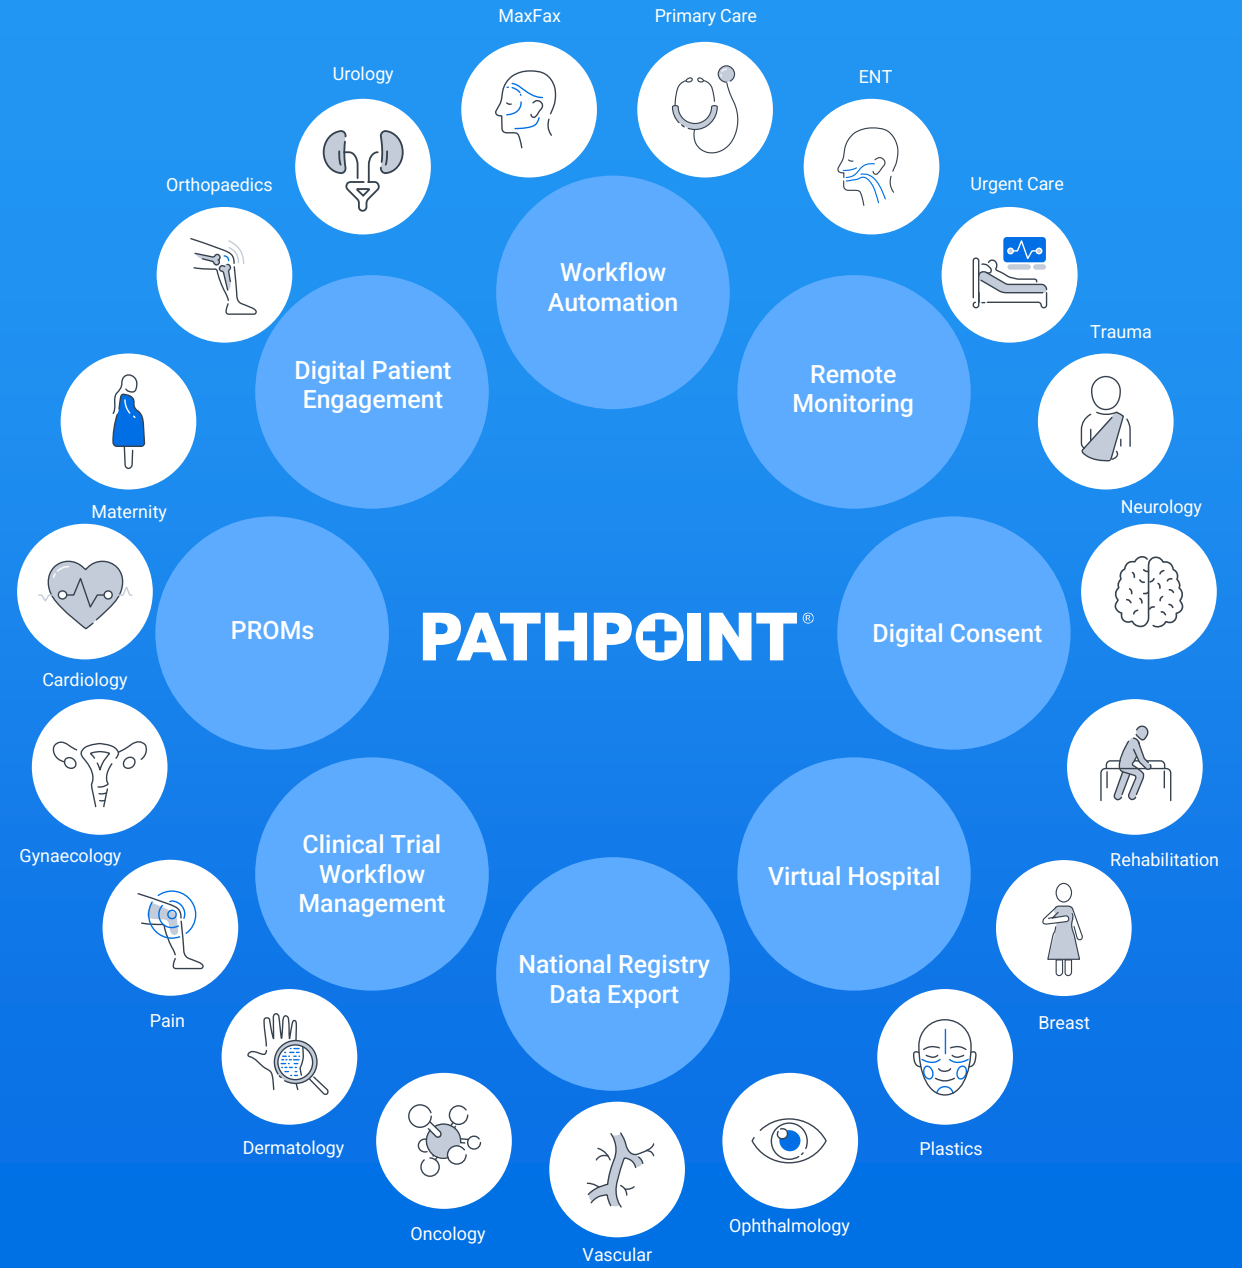 MaxFax
Primary Care
Urology
ENT
Orthopaedics
Urgent Care
Workflow
Automation
Trauma
Digital Patient
Engagement
Remote
Monitoring
Maternity
Neurology
PROMs
PATHPOINT®
Digital Consent
Cardiology
Gynaecology
Rehabilitation
Clinical Trial
Workflow
Management
Virtual Hospital
National Registry
Data Export
Pain
Breast
Dermatology
Plastics
Oncology
Ophthalmology
Vascular